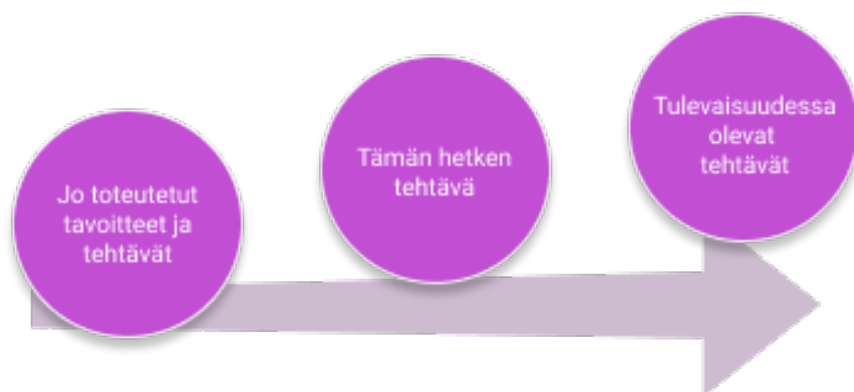 Jo toteutetut
tavoitteet ja
tehtävät
Tämän hetken
tehtävä
Tulevaisuudessa
olevat
tehtävät